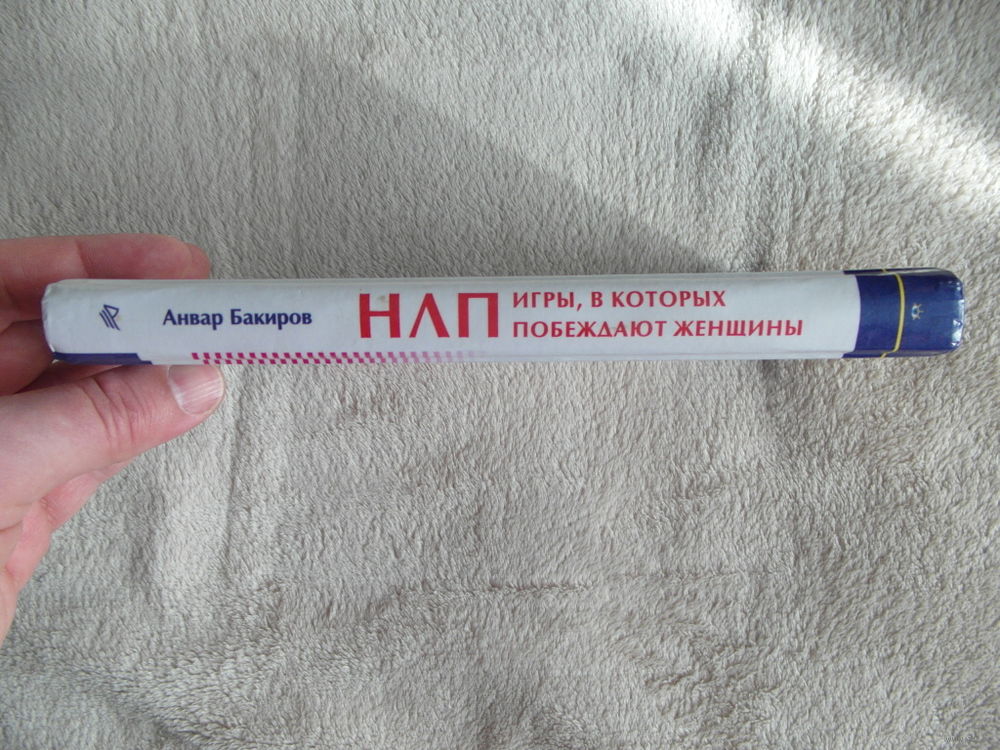 Анвар Бакиров
НЛП
ИГРЫ, В КОТОРЫХ
ПОБЕЖДАЮТ ЖЕНЩИНЫ